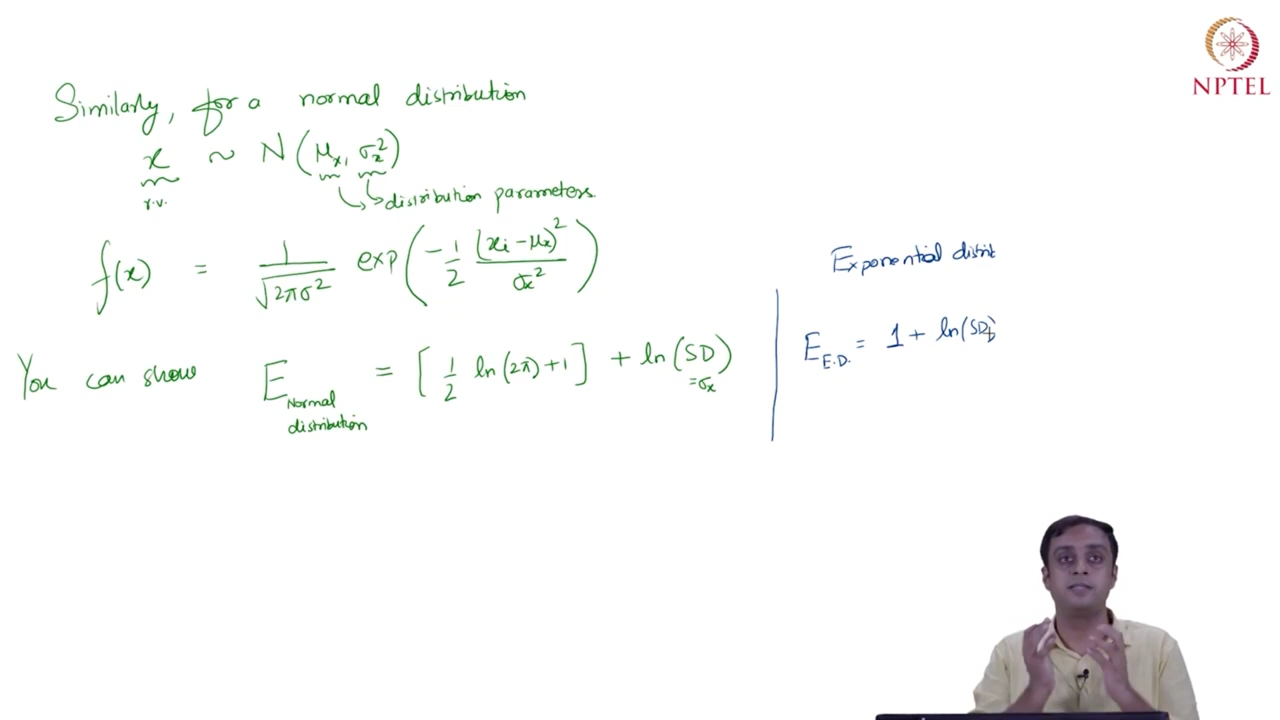 NPTEL
Similarly, for a normal distribution
x ~ N(μx, σx²)
r.v.
distribution parameters.
f(x) = 1/√2πσ² exp(-1/2 (xi - μx)²/σx²)
You can show E Normal distribution = [1/2 ln(2π)+1] + ln(SD)
=σx
Exponential distrit
E E.D. = 1 + ln(SD)